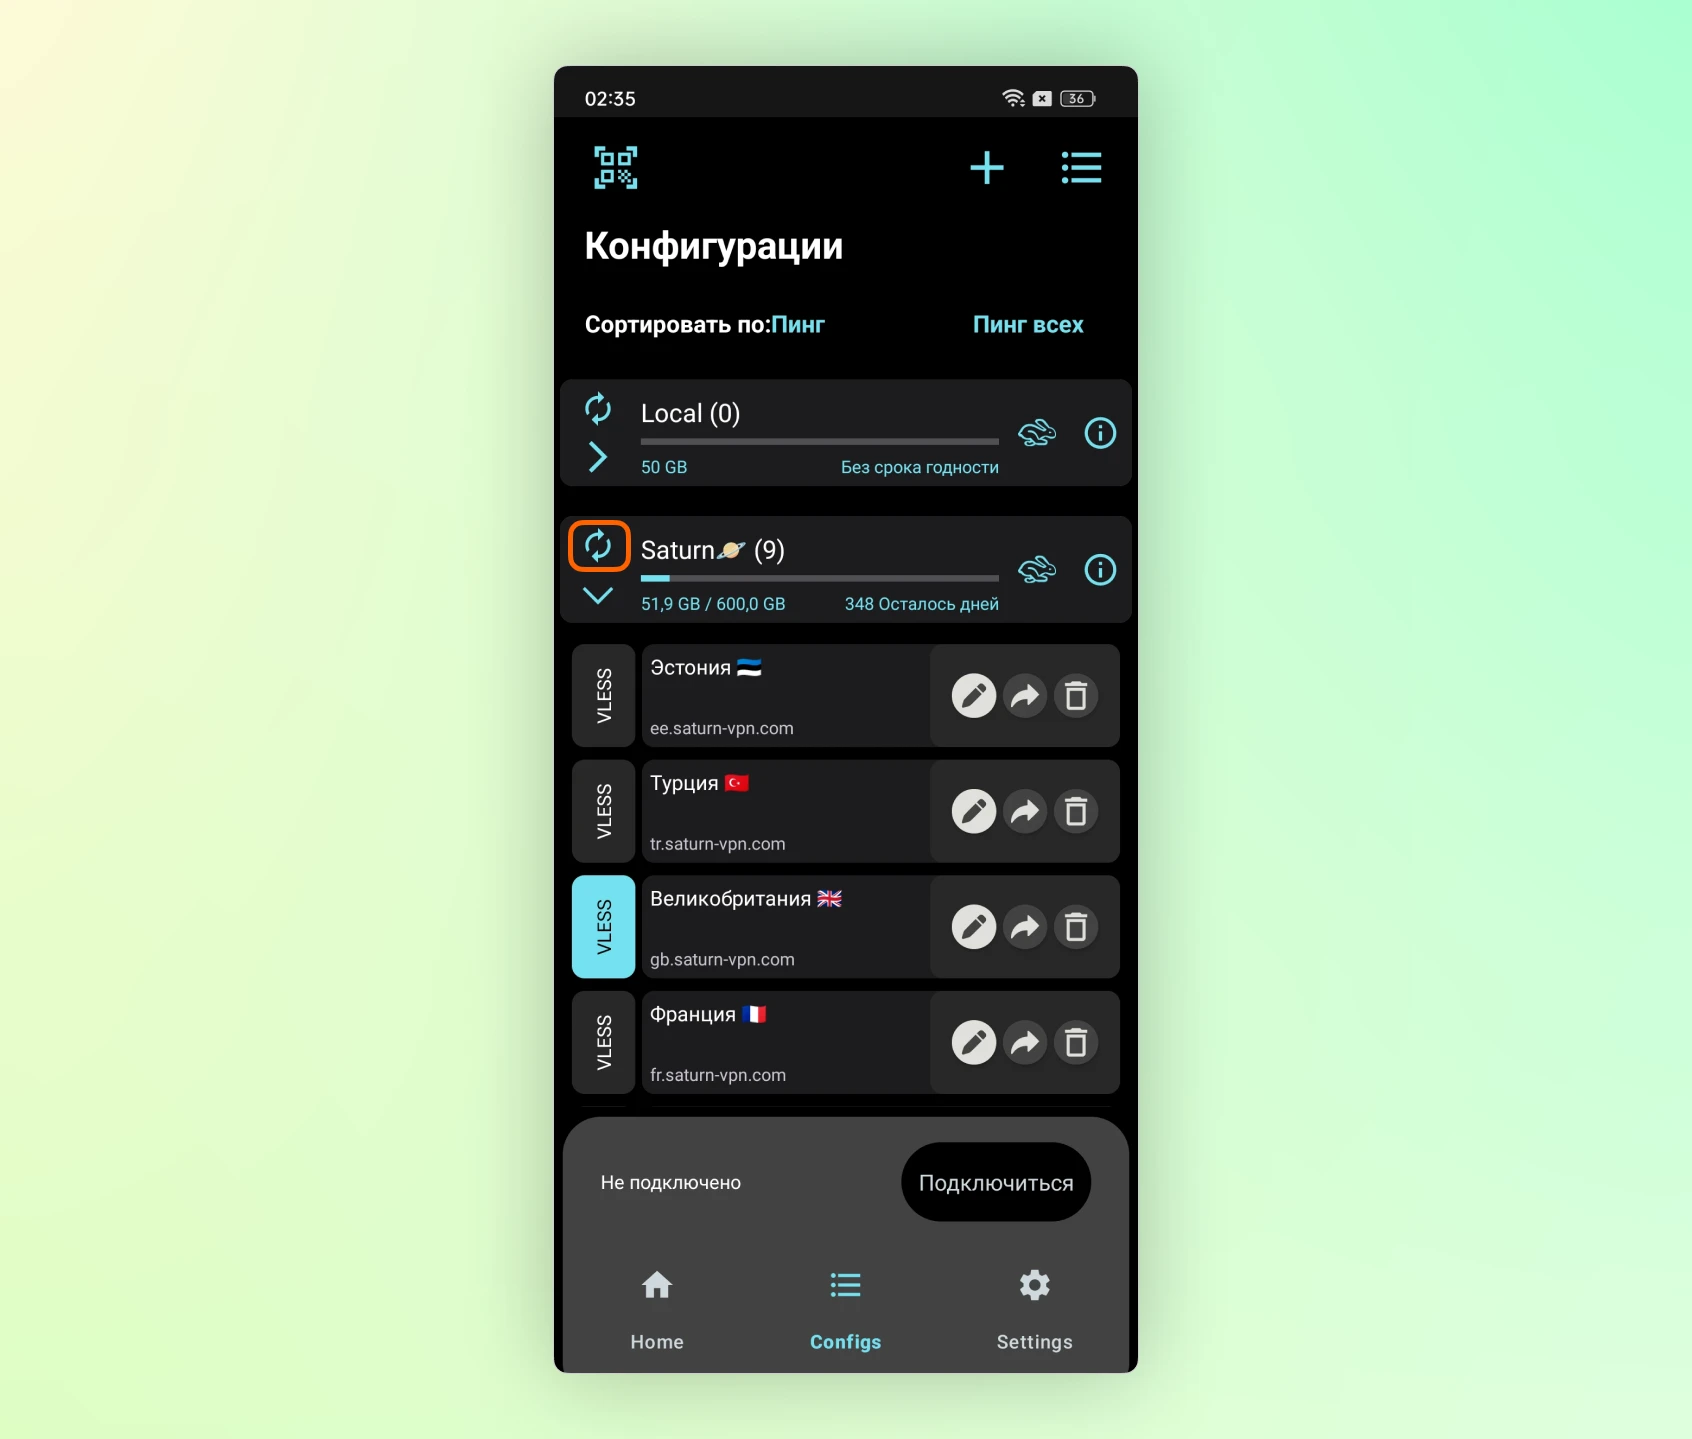 02:35
36
Конфигурации
Сортировать по:Пинг
Пинг всех
Local (0)
50 GB
Без срока годности
Saturn🪐 (9)
51,9 GB / 600,0 GB
348 Осталось дней
VLESS
Эстония 🇪🇪
ee.saturn-vpn.com
VLESS
Турция 🇹🇷
tr.saturn-vpn.com
VLESS
Великобритания 🇬🇧
gb.saturn-vpn.com
VLESS
Франция 🇫🇷
fr.saturn-vpn.com
Не подключено
Подключиться
Home
Configs
Settings